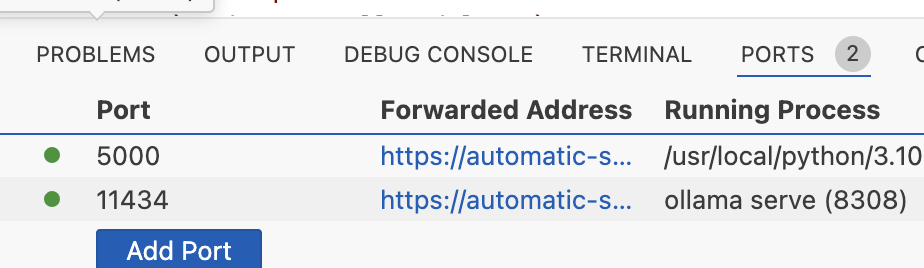 PROBLEMS OUTPUT DEBUG CONSOLE TERMINAL PORTS 2
Port Forwarded Address Running Process
5000 https://automatic-s... /usr/local/python/3.10
11434 https://automatic-s... ollama serve (8308)
Add Port